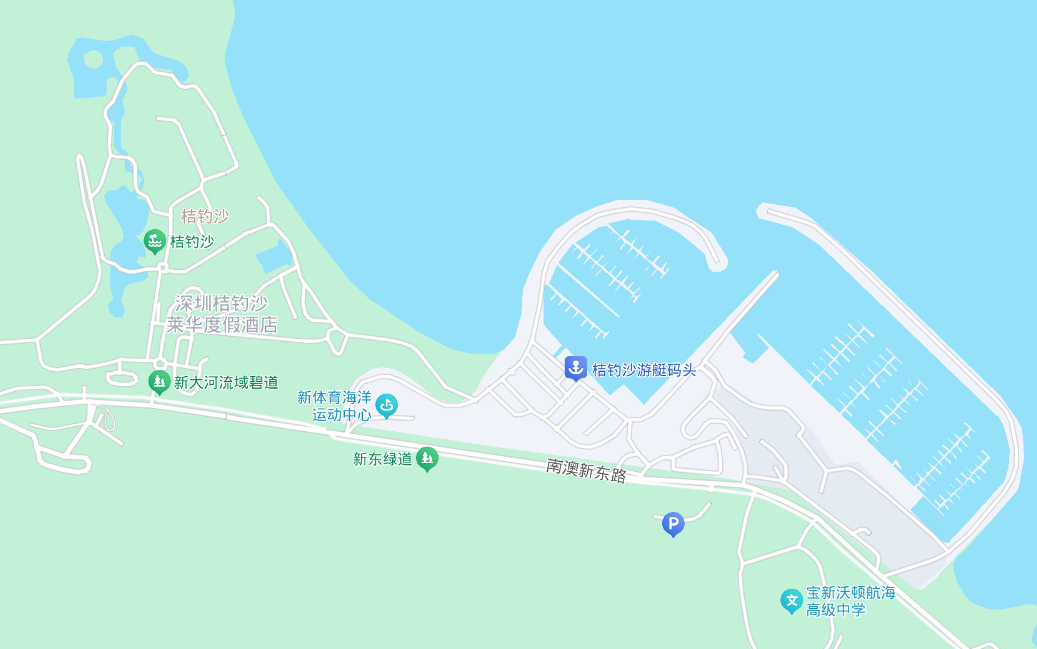 桔钓沙
桔钓沙
深圳桔钓沙
莱华度假酒店
新大河流域碧道
新体育海洋
运动中心
桔钓沙游艇码头
新东绿道
南澳新东路
P
文
宝新沃顿航海
高级中学